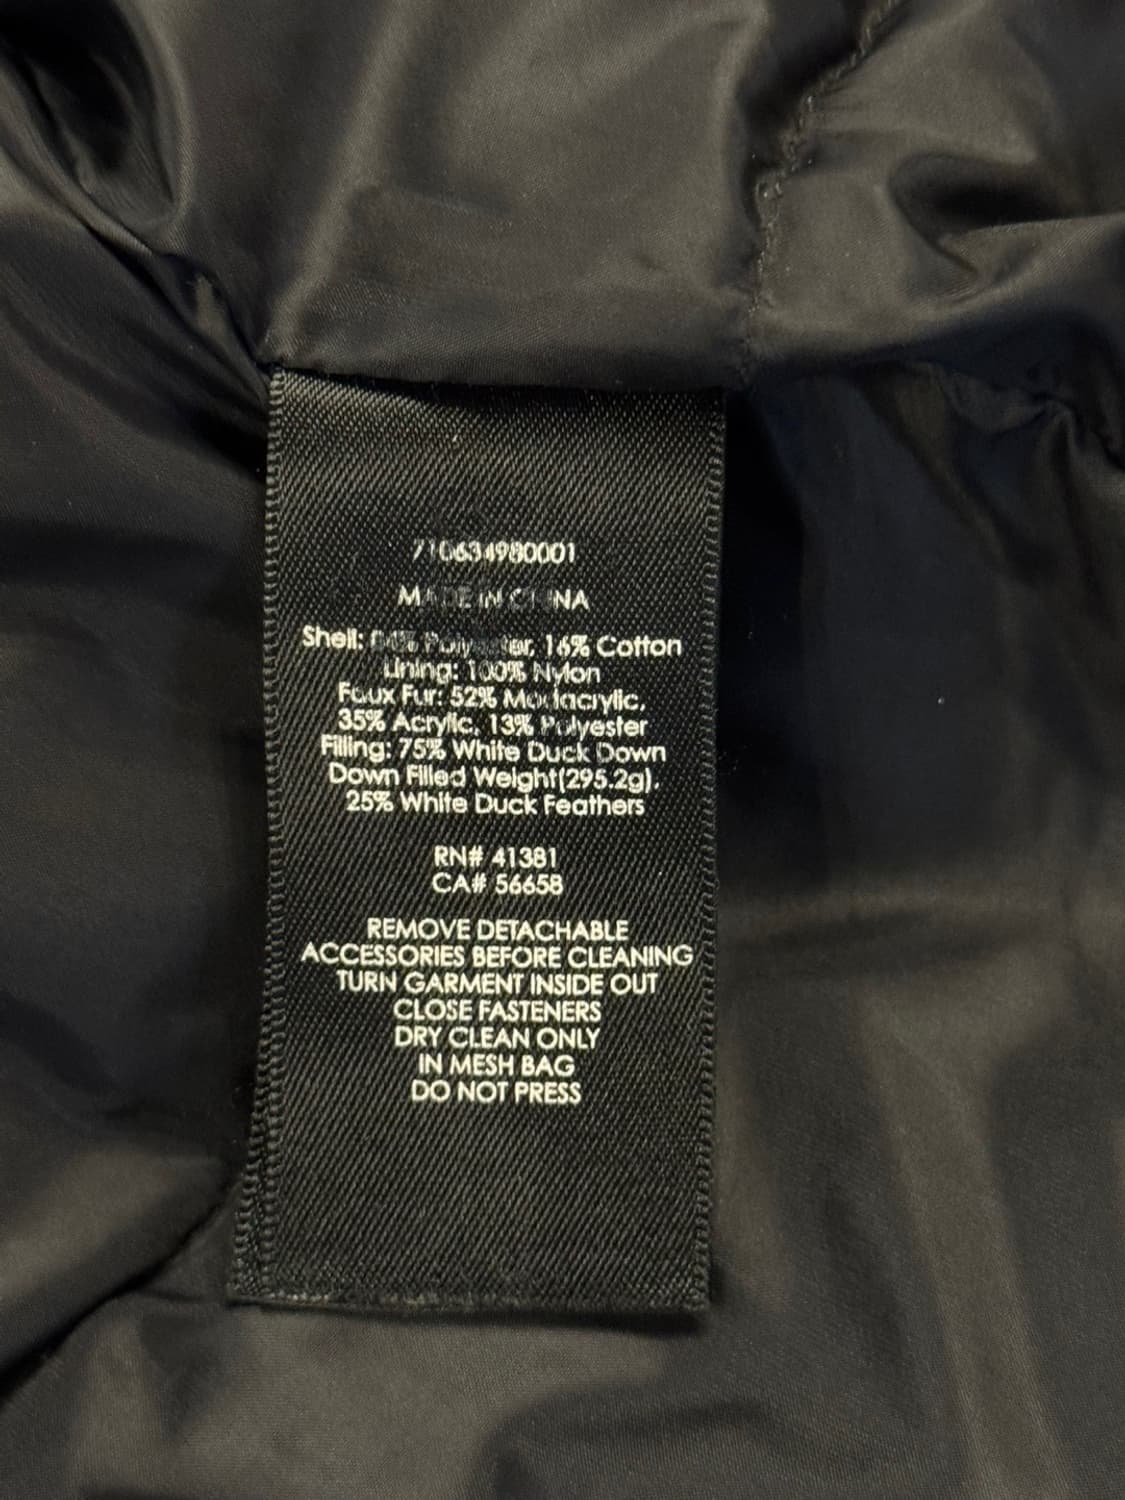 710634980001
MADE IN CHINA
Shell: 84% Polyester, 16% Cotton
Lining: 100% Nylon
Faux Fur: 52% Modacrylic,
35% Acrylic, 13% Polyester
Filling: 75% White Duck Down
Down Filled Weight(295.2g),
25% White Duck Feathers
RN# 41381
CA# 56658
REMOVE DETACHABLE
ACCESSORIES BEFORE CLEANING
TURN GARMENT INSIDE OUT
CLOSE FASTENERS
DRY CLEAN ONLY
IN MESH BAG
DO NOT PRESS